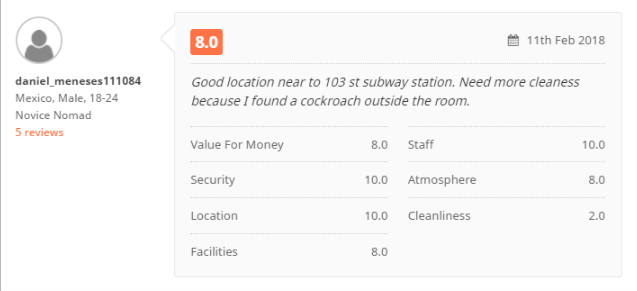 8.0
11th Feb 2018
daniel_meneses111084
Mexico, Male, 18-24
Novice Nomad
5 reviews
Good location near to 103 st subway station. Need more cleaness
because I found a cockroach outside the room.
Value For Money 8.0
Staff 10.0
Security 10.0
Atmosphere 8.0
Location 10.0
Cleanliness 2.0
Facilities 8.0